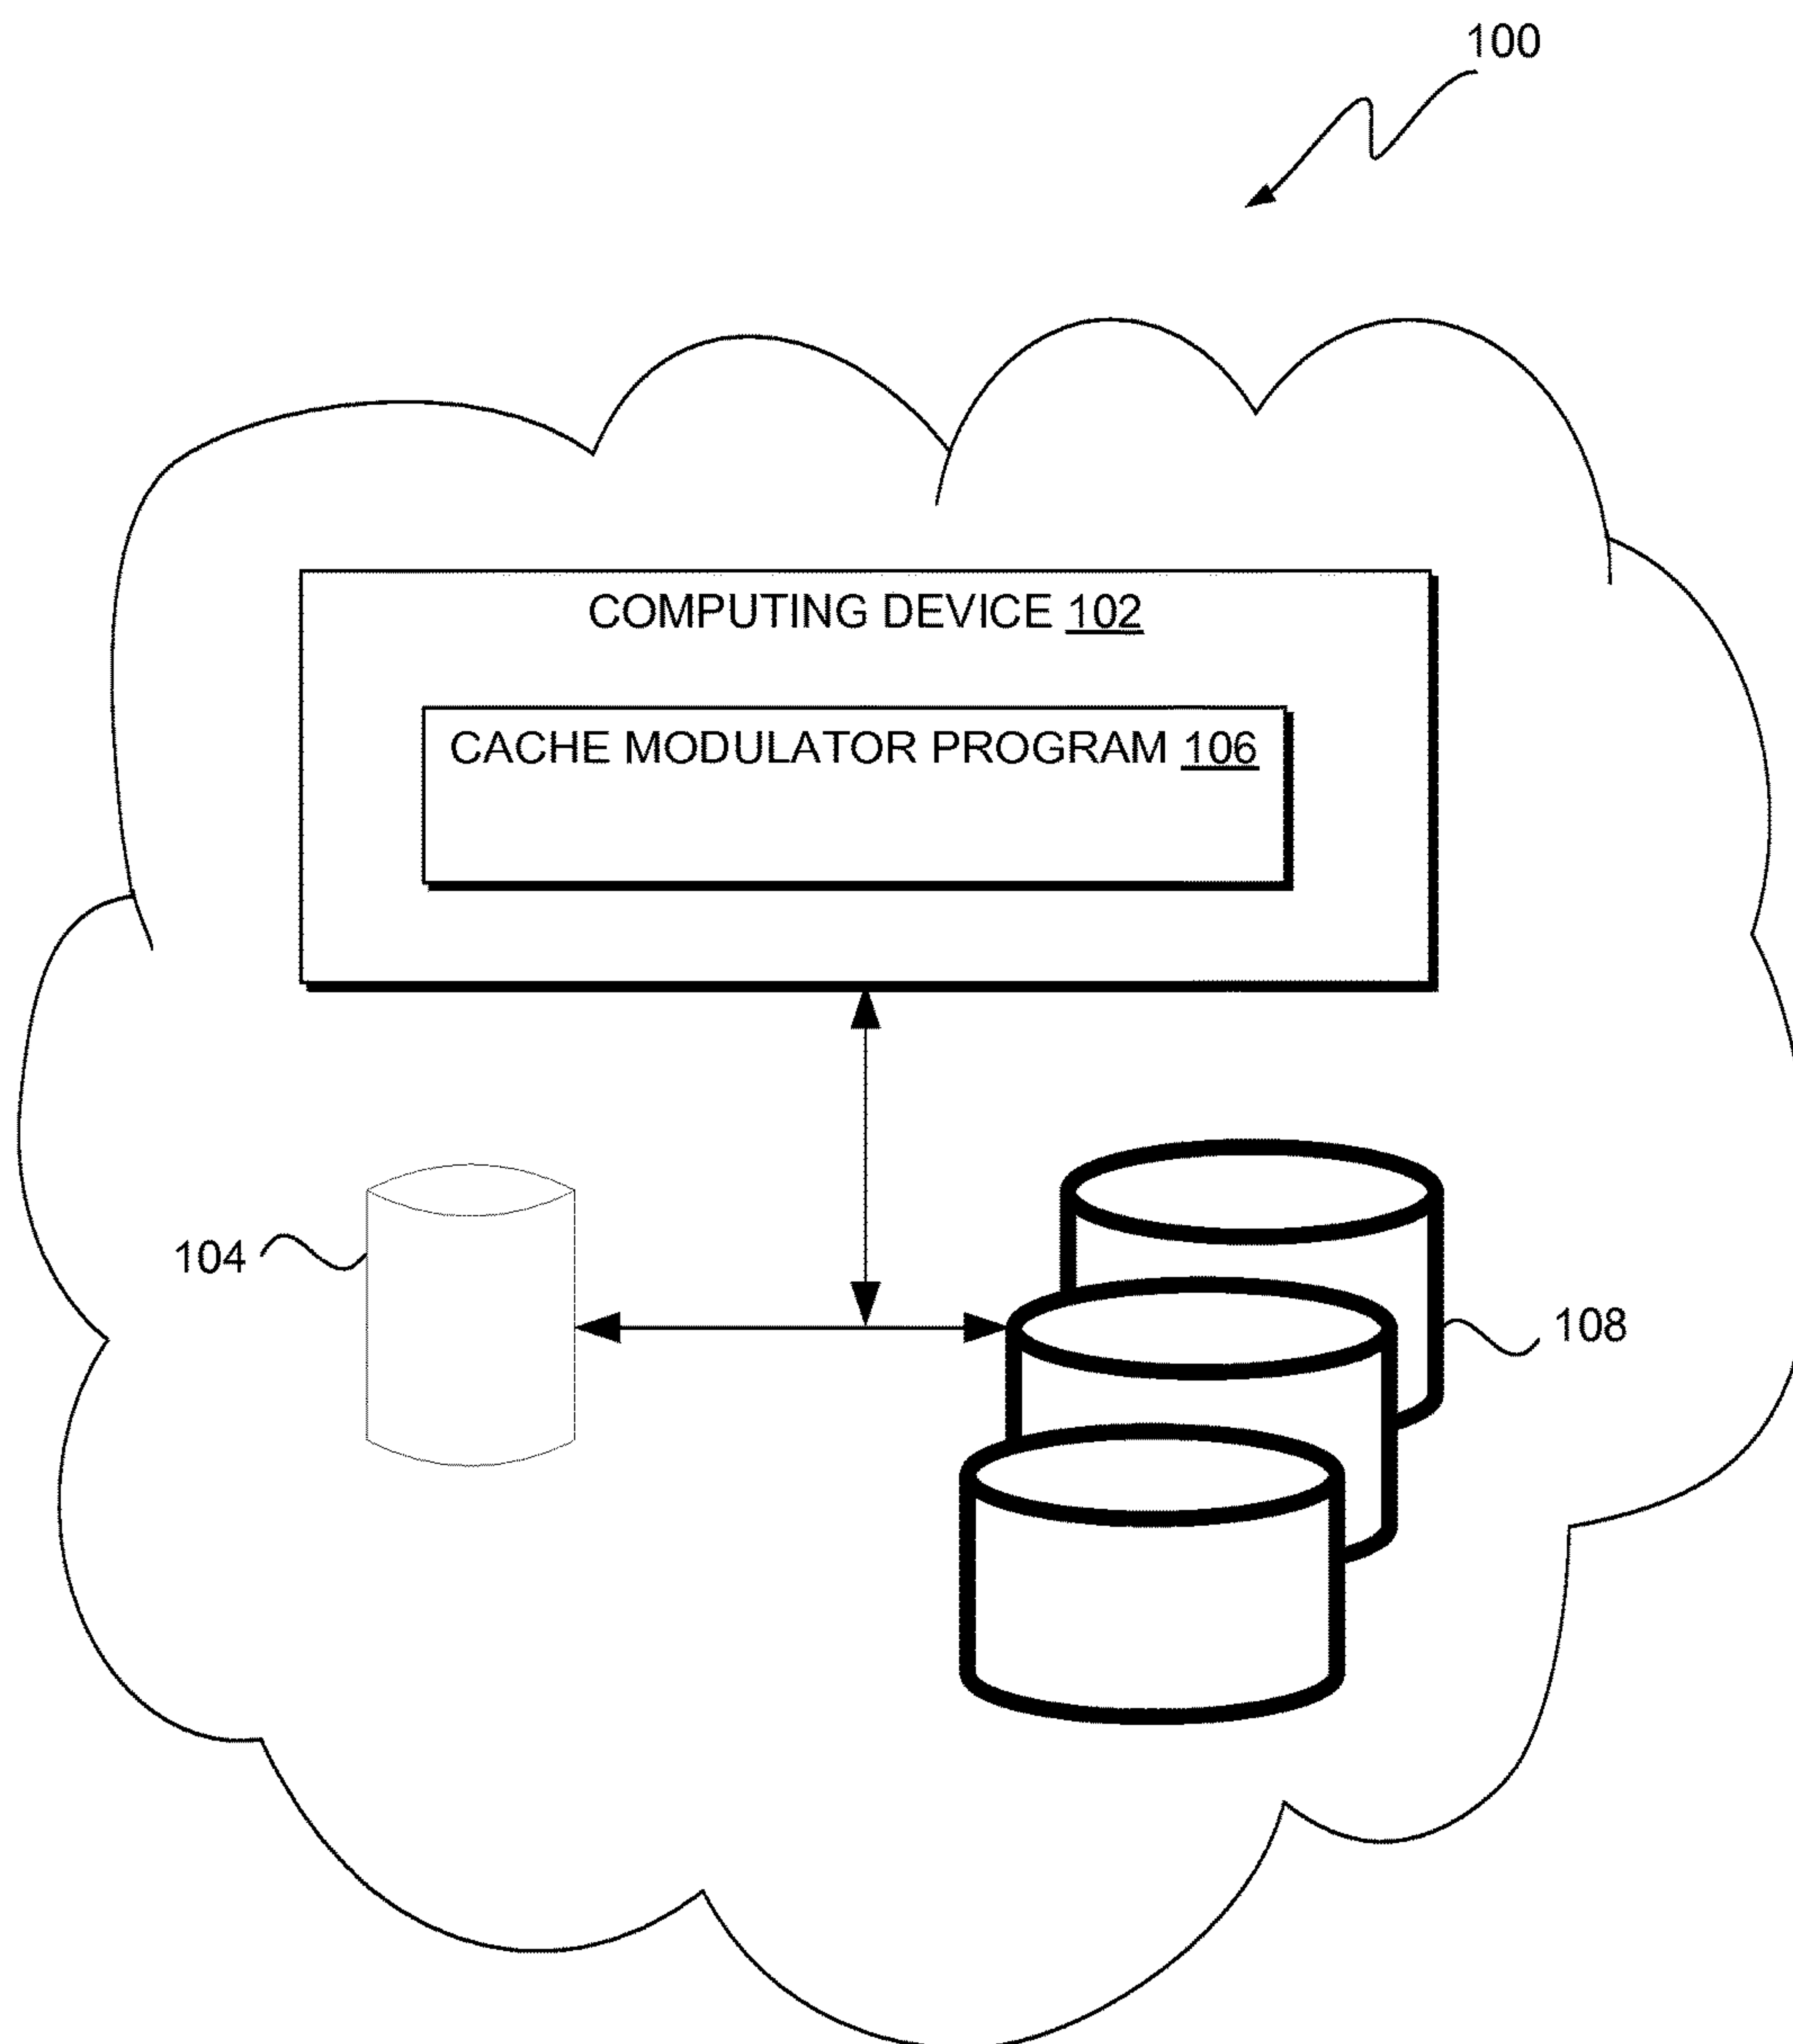 100
COMPUTING DEVICE 102
CACHE MODULATOR PROGRAM 106
104
108